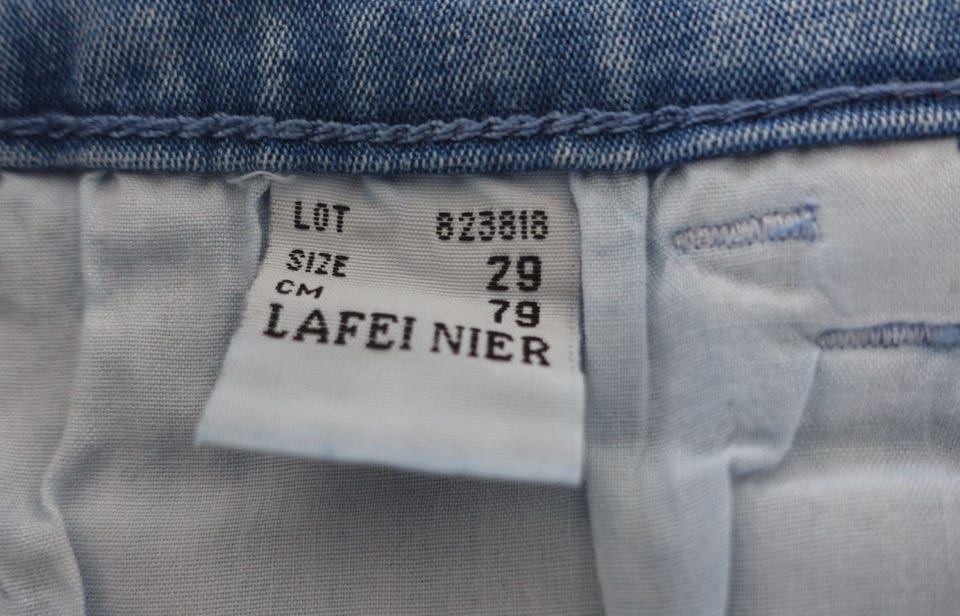 LOT 823818
SIZE 29
CM 79
LAFEI NIER